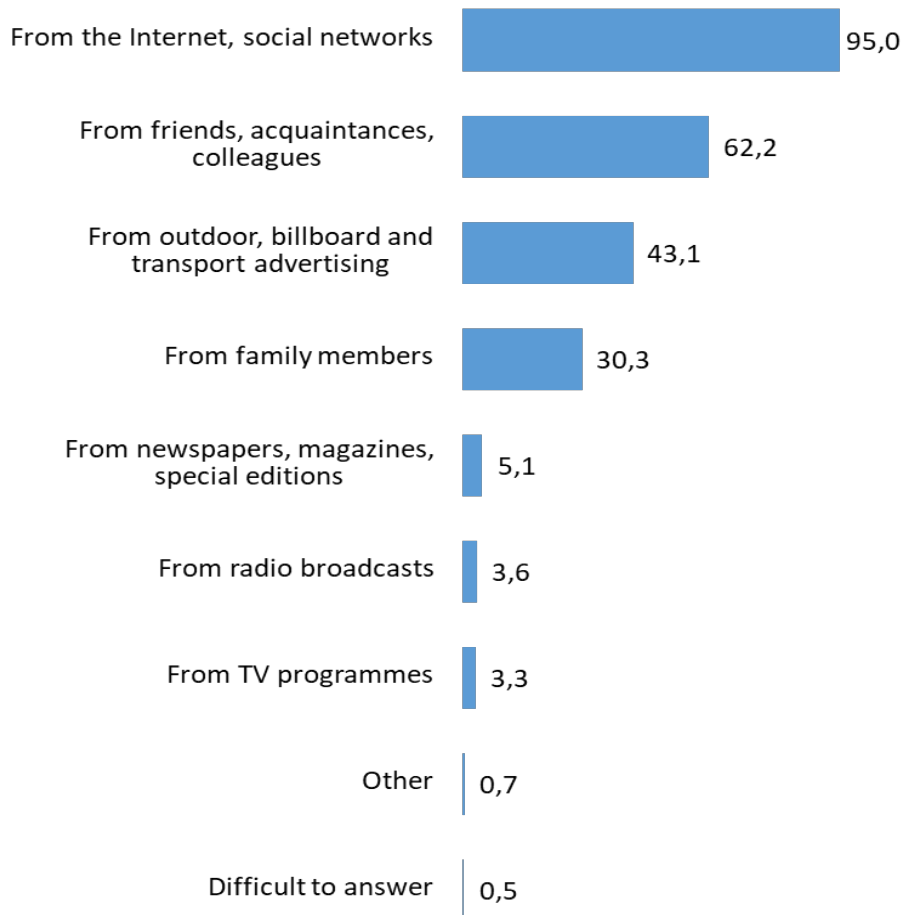 From the Internet, social networks 95,0
From friends, acquaintances,
colleagues 62,2
From outdoor, billboard and
transport advertising 43,1
From family members 30,3
From newspapers, magazines,
special editions 5,1
From radio broadcasts 3,6
From TV programmes 3,3
Other 0,7
Difficult to answer 0,5